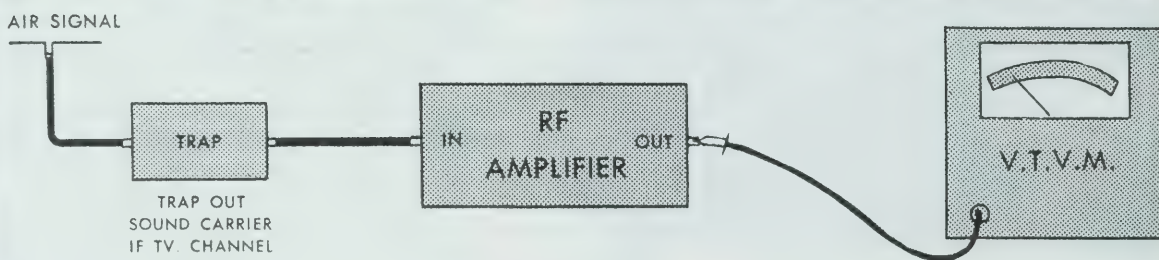 AIR SIGNAL
TRAP
TRAP OUT
SOUND CARRIER
IF TV. CHANNEL
IN
RF
AMPLIFIER
OUT
V.T.V.M.